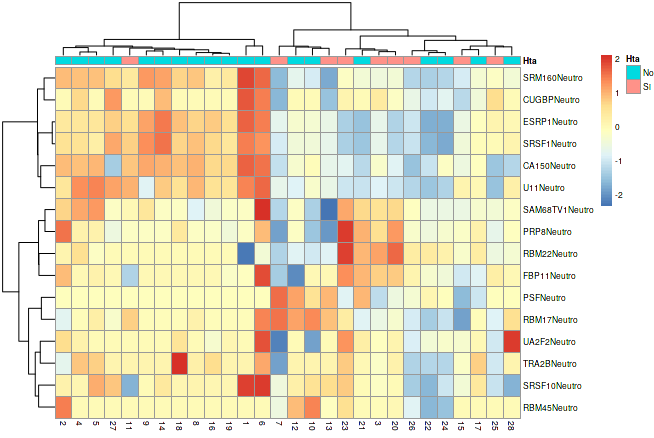 Hta
SRM160Neutro
CUGBPNeutro
ESRP1Neutro
SRSF1Neutro
CA150Neutro
U11Neutro
SAM68TV1Neutro
PRP8Neutro
RBM22Neutro
FBP11Neutro
PSFNeutro
RBM17Neutro
UA2F2Neutro
TRA2BNeutro
SRSF10Neutro
RBM45Neutro
2 4 5 27 11 9 14 18 8 16 19 1 6 7 12 10 13 23 21 3 20 26 22 24 15 17 25 28
2
1
0
-1
-2
Hta
No
SI